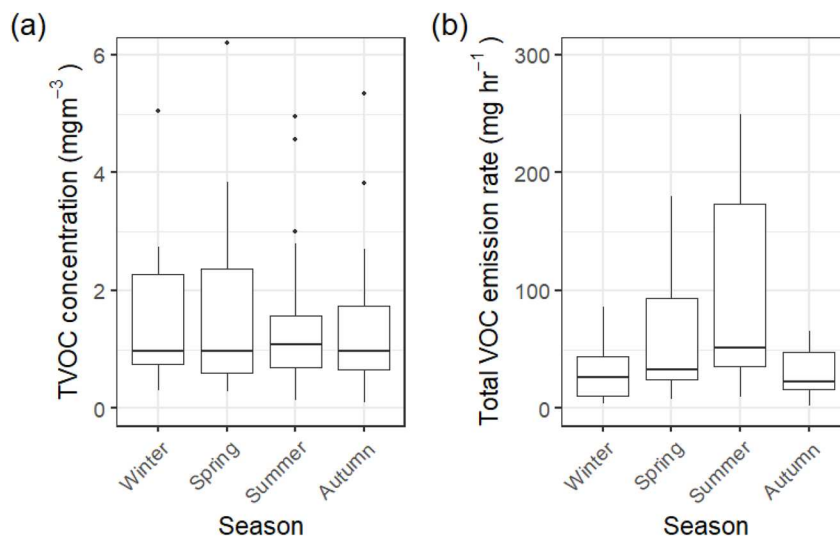 (a)
TVOC concentration (mgm⁻³ )
6
4
2
0
Winter
Spring
Summer
Autumn
Season
(b)
Total VOC emission rate (mg hr⁻¹ )
300
200
100
0
Winter
Spring
Summer
Autumn
Season